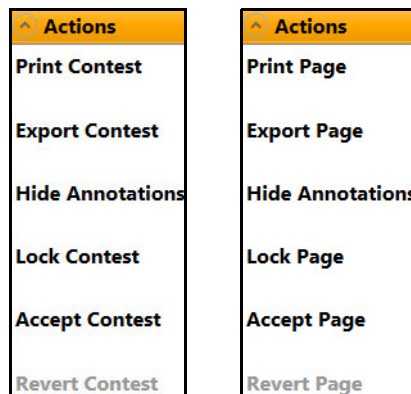 Actions
Print Contest
Export Contest
Hide Annotations
Lock Contest
Accept Contest
Revert Contest
Actions
Print Page
Export Page
Hide Annotations
Lock Page
Accept Page
Revert Page